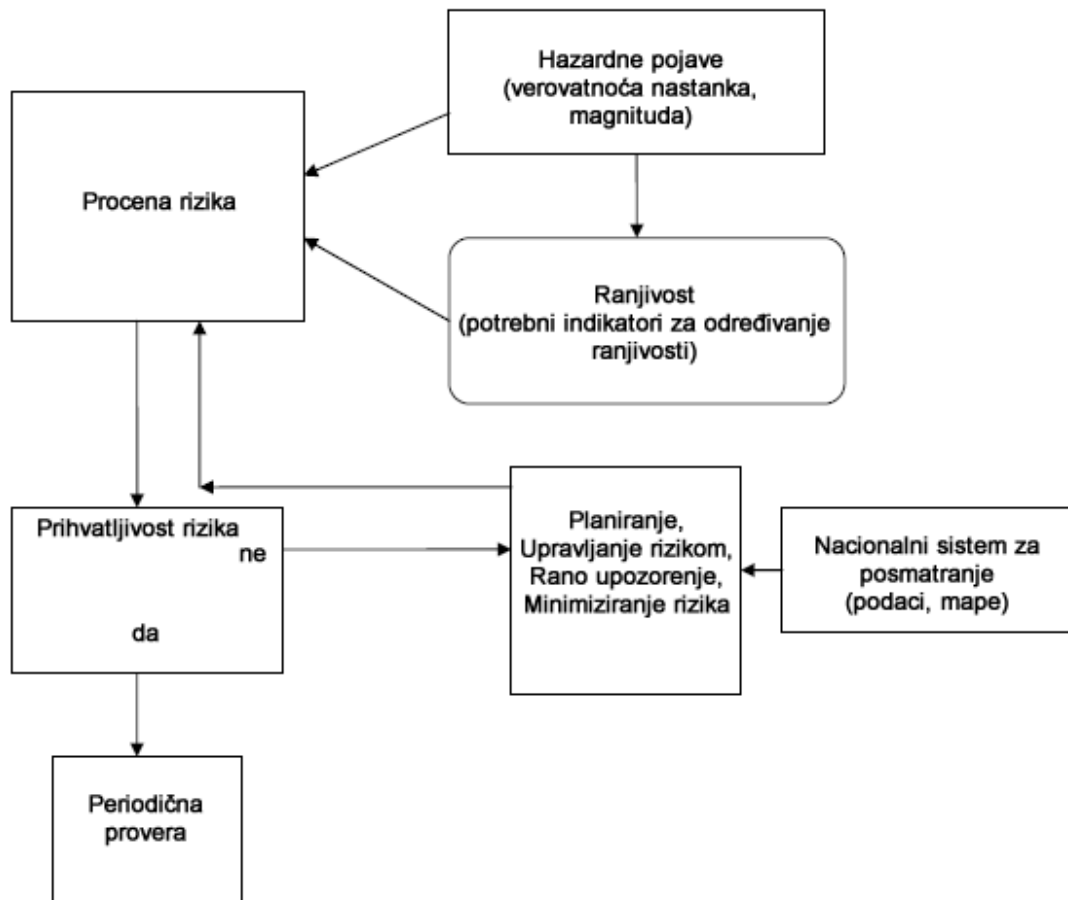 Hazardne pojave
(verovatnoća nastanka,
magnituda)
Procena rizika
Ranjivost
(potrebni indikatori za određivanje
ranjivosti)
Prihvatljivost rizika
ne
da
Planiranje,
Upravljanje rizikom,
Rano upozorenje,
Minimiziranje rizika
Nacionalni sistem za
posmatranje
(podaci, mape)
Periodična
provera